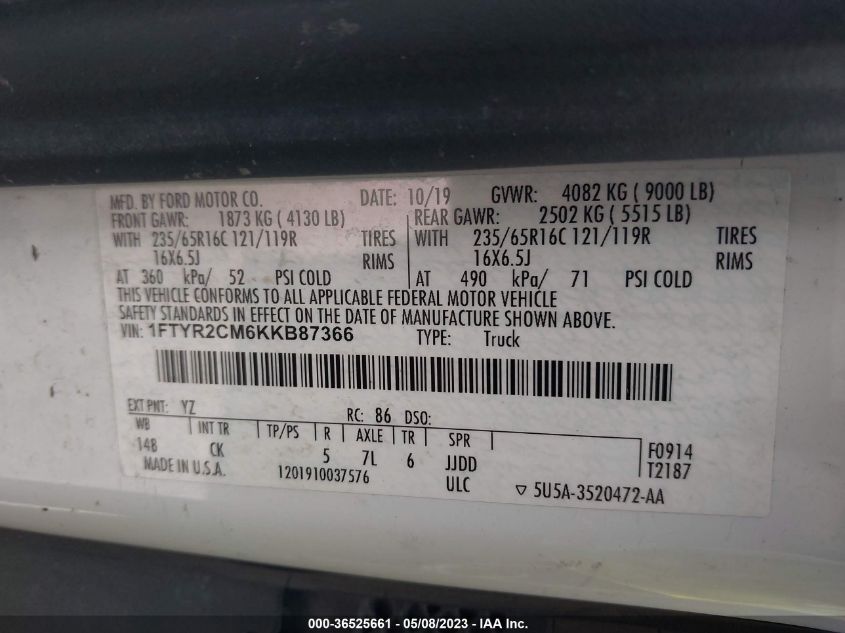 MFD. BY FORD MOTOR CO. DATE: 10/19 GVWR: 4082 KG ( 9000 LB)
FRONT GAWR: 1873 KG ( 4130 LB) REAR GAWR: 2502 KG ( 5515 LB)
WITH 235/65R16C 121/119R TIRES WITH 235/65R16C 121/119R TIRES
16X6.5J RIMS 16X6.5J RIMS
AT 360 kPa/ 52 PSI COLD AT 490 kPa/ 71 PSI COLD
THIS VEHICLE CONFORMS TO ALL APPLICABLE FEDERAL MOTOR VEHICLE
SAFETY STANDARDS IN EFFECT ON THE DATE OF MANUFACTURE SHOWN ABOVE.
VIN: 1FTYR2CM6KKB87366 TYPE: Truck
EXT PNT: YZ RC: 86 DSO:
WB INT TR TP/PS R AXLE TR SPR F0914
148 CK 5 7L 6 JJDD T2187
MADE IN U.S.A. 1201910037576 ULC ▽ 5U5A-3520472-AA
000-36525661 - 05/08/2023 - IAA Inc.